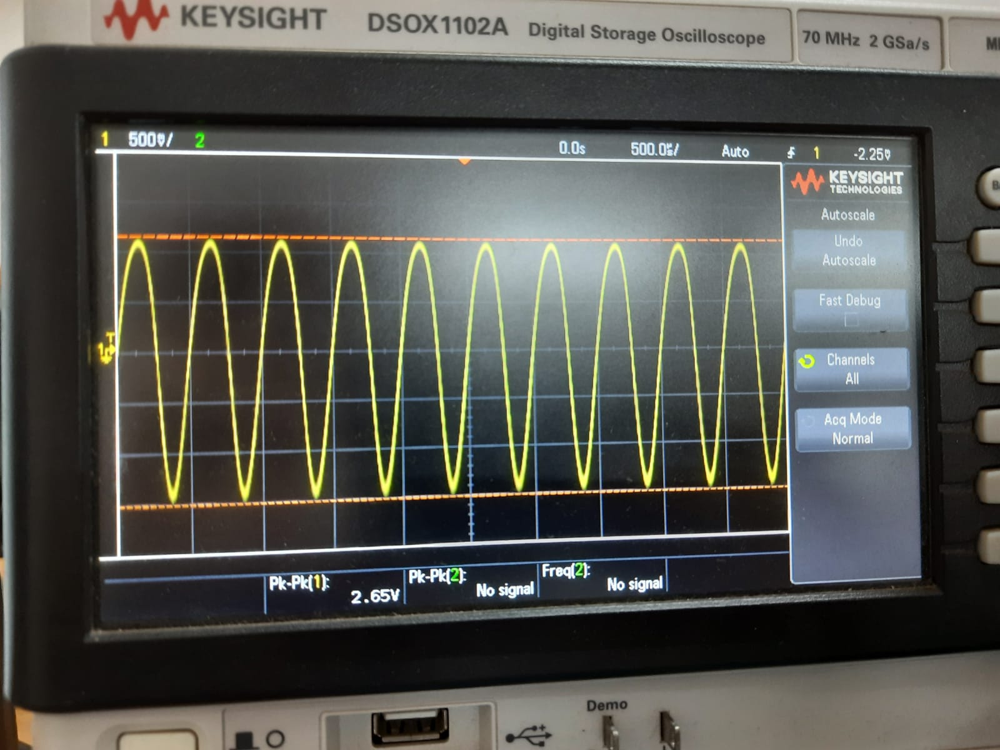 KEYSIGHT DSOX1102A Digital Storage Oscilloscope 70 MHz 2 GSa/s
1 500mV/ 2 0.0s 500.0us/ Auto 1 -2.25V
KEYSIGHT
TECHNOLOGIES
Autoscale
Undo
Autoscale
Fast Debug
Channels
All
Acq Mode
Normal
T
1
Pk-Pk(1):
2.65V
Pk-Pk(2):
No signal
Freq(2):
No signal
Demo